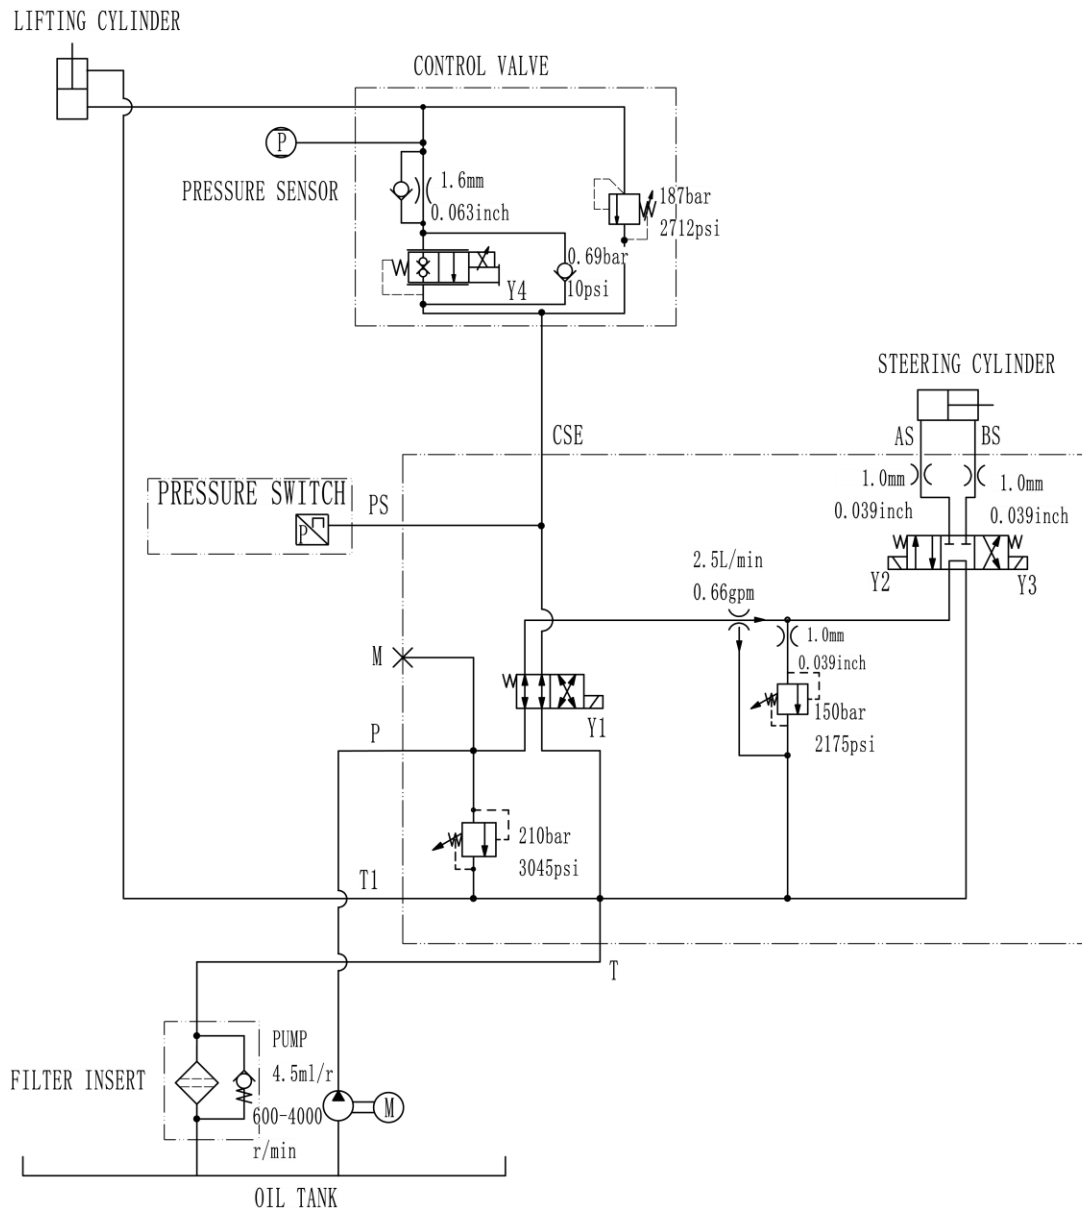 LIFTING CYLINDER
CONTROL VALVE
P
PRESSURE SENSOR
1.6mm
0.063inch
187bar
2712psi
0.69bar
10psi
Y4
STEERING CYLINDER
CSE
AS
BS
1.0mm
0.039inch
1.0mm
0.039inch
PRESSURE SWITCH
P
PS
2.5L/min
0.66gpm
Y2
Y3
1.0mm
0.039inch
M
Y1
150bar
2175psi
P
210bar
3045psi
T1
T
FILTER INSERT
PUMP
4.5ml/r
600-4000
r/min
M
OIL TANK